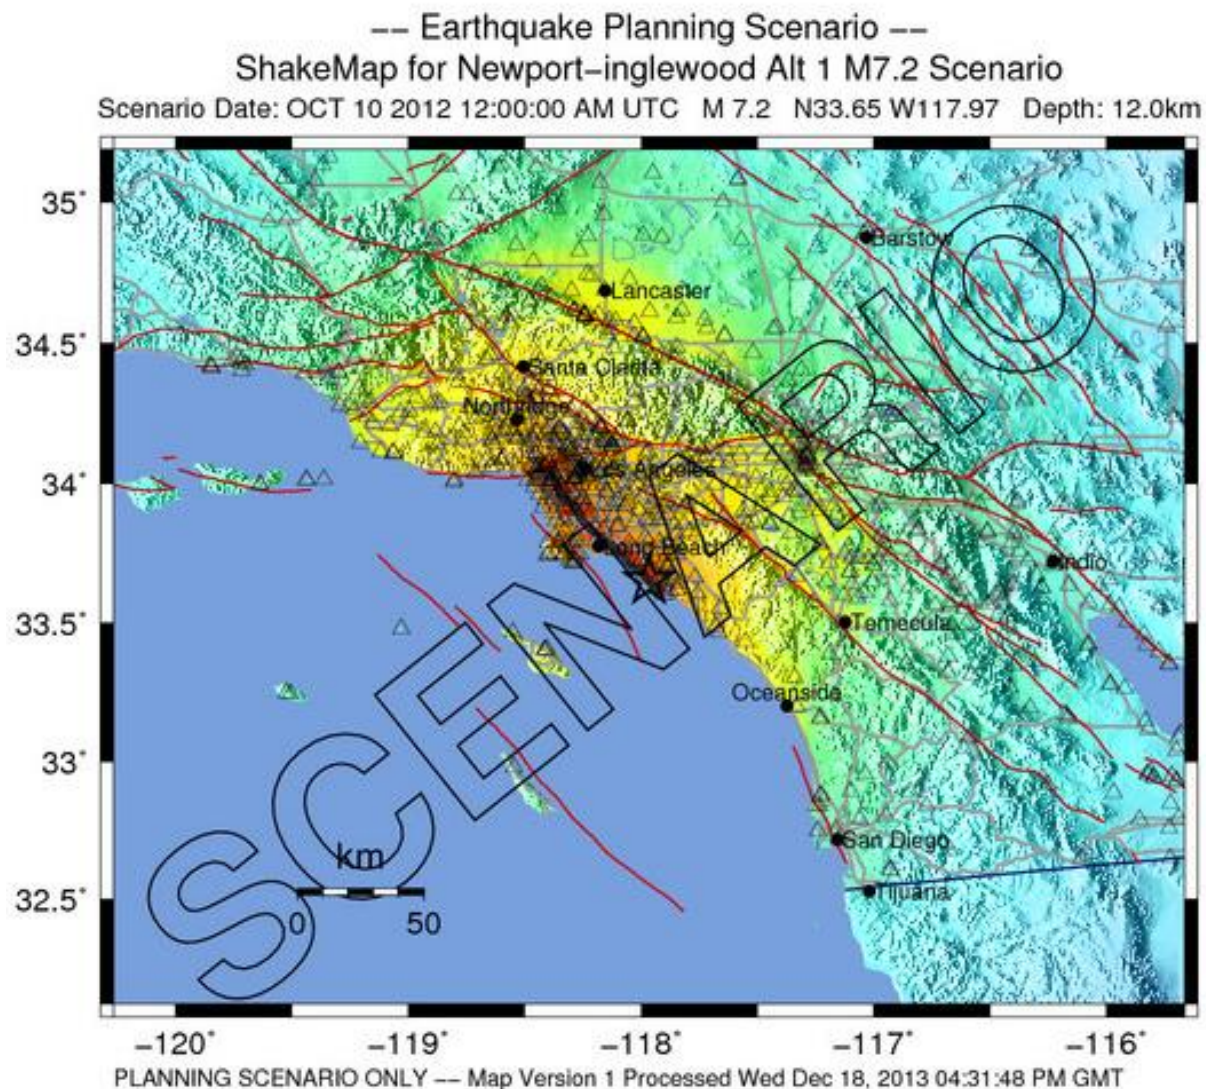 -- Earthquake Planning Scenario --
ShakeMap for Newport-inglewood Alt 1 M7.2 Scenario
Scenario Date: OCT 10 2012 12:00:00 AM UTC M 7.2 N33.65 W117.97 Depth: 12.0km
35°
Barstow
Lancaster
34.5°
Santa Clarita
Northridge
Los Angeles
34°
Long Beach
Indio
33.5°
Temecula
Oceanside
33°
San Diego
km
32.5°
0 50
Tijuana
SCENARIO
-120° -119° -118° -117° -116°
PLANNING SCENARIO ONLY -- Map Version 1 Processed Wed Dec 18, 2013 04:31:48 PM GMT